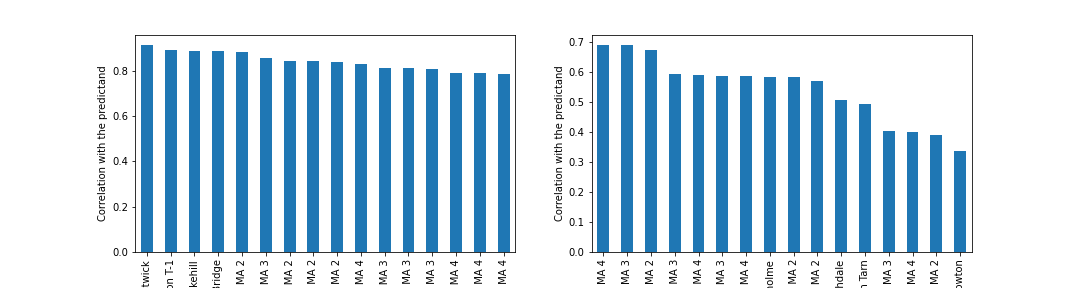 Correlation with the predictand
0.8
0.6
0.4
0.2
0.0
twick
on T-1
kehill
Bridge
MA 2
MA 3
MA 2
MA 2
MA 2
MA 4
MA 3
MA 3
MA 3
MA 4
MA 4
MA 4
Correlation with the predictand
0.7
0.6
0.5
0.4
0.3
0.2
0.1
0.0
MA 4
MA 3
MA 2
MA 3
MA 4
MA 3
MA 4
olme
MA 2
MA 2
hdale
Tarn
MA 3
MA 4
MA 2
owton